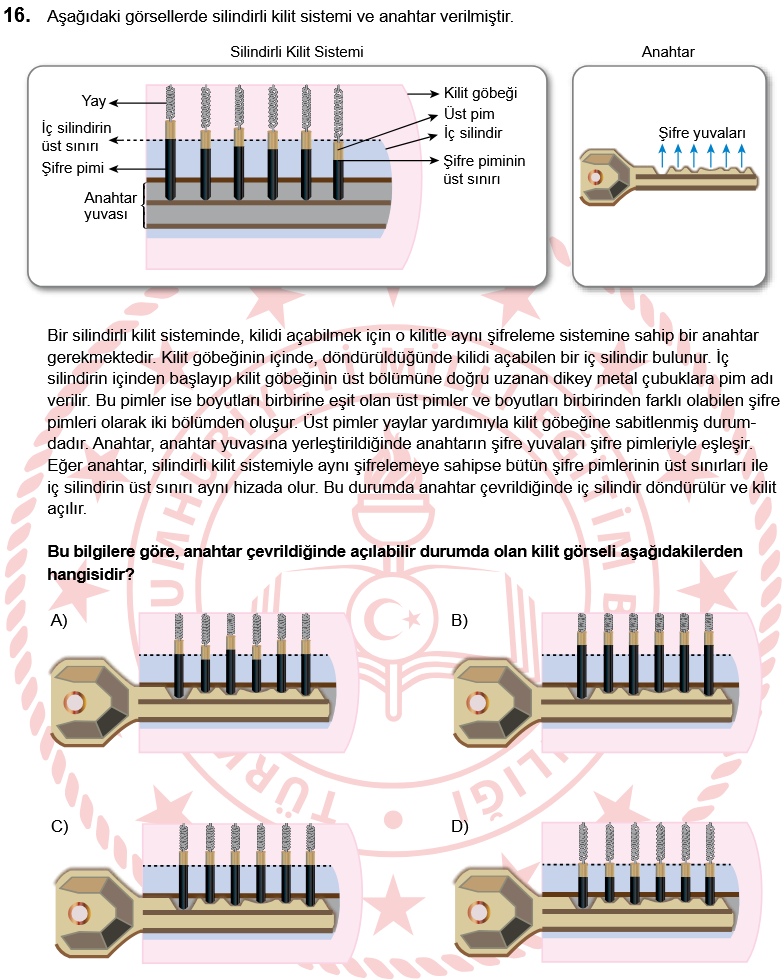 16. Aşağıdaki görsellerde silindirli kilit sistemi ve anahtar verilmiştir.
Silindirli Kilit Sistemi
Anahtar
Yay
İç silindirin
üst sınırı
Şifre pimi
Anahtar
yuvası
Kilit göbeği
Üst pim
İç silindir
Şifre piminin
üst sınırı
Şifre yuvaları
Bir silindirli kilit sisteminde, kilidi açabilmek için o kilitle aynı şifreleme sistemine sahip bir anahtar
gerekmektedir. Kilit göbeğinin içinde, döndürüldüğünde kilidi açabilen bir iç silindir bulunur. İç
silindirin içinden başlayıp kilit göbeğinin üst bölümüne doğru uzanan dikey metal çubuklara pim adı
verilir. Bu pimler ise boyutları birbirine eşit olan üst pimler ve boyutları birbirinden farklı olabilen şifre
pimleri olarak iki bölümden oluşur. Üst pimler yaylar yardımıyla kilit göbeğine sabitlenmiş durum-
dadır. Anahtar, anahtar yuvasına yerleştirildiğinde anahtarın şifre yuvaları şifre pimleriyle eşleşir.
Eğer anahtar, silindirli kilit sistemiyle aynı şifrelemeye sahipse bütün şifre pimlerinin üst sınırları ile
iç silindirin üst sınırı aynı hizada olur. Bu durumda anahtar çevrildiğinde iç silindir döndürülür ve kilit
açılır.
Bu bilgilere göre, anahtar çevrildiğinde açılabilir durumda olan kilit görseli aşağıdakilerden
hangisidir?
A)
B)
C)
D)